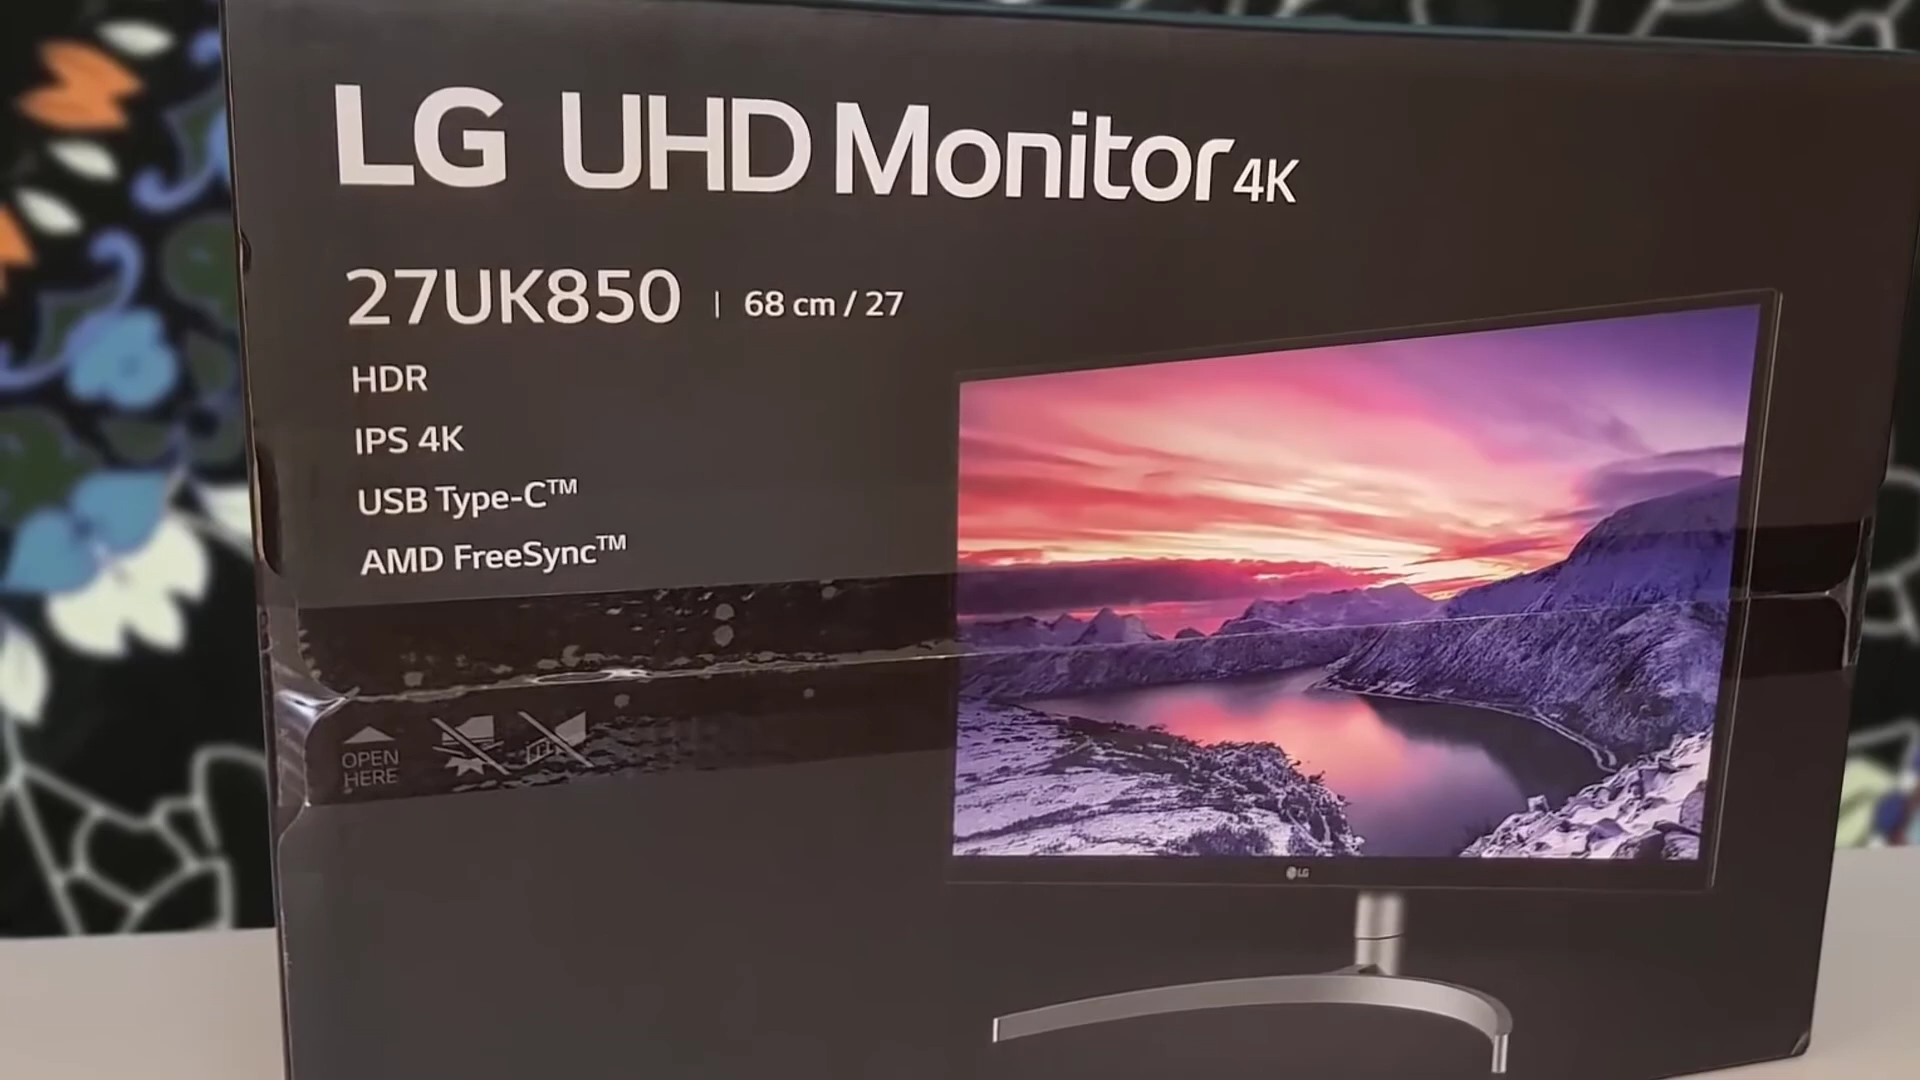 LG UHD Monitor 4K
27UK850 | 68 cm / 27
HDR
IPS 4K
USB Type-C™
AMD FreeSync™
OPEN
HERE
LG